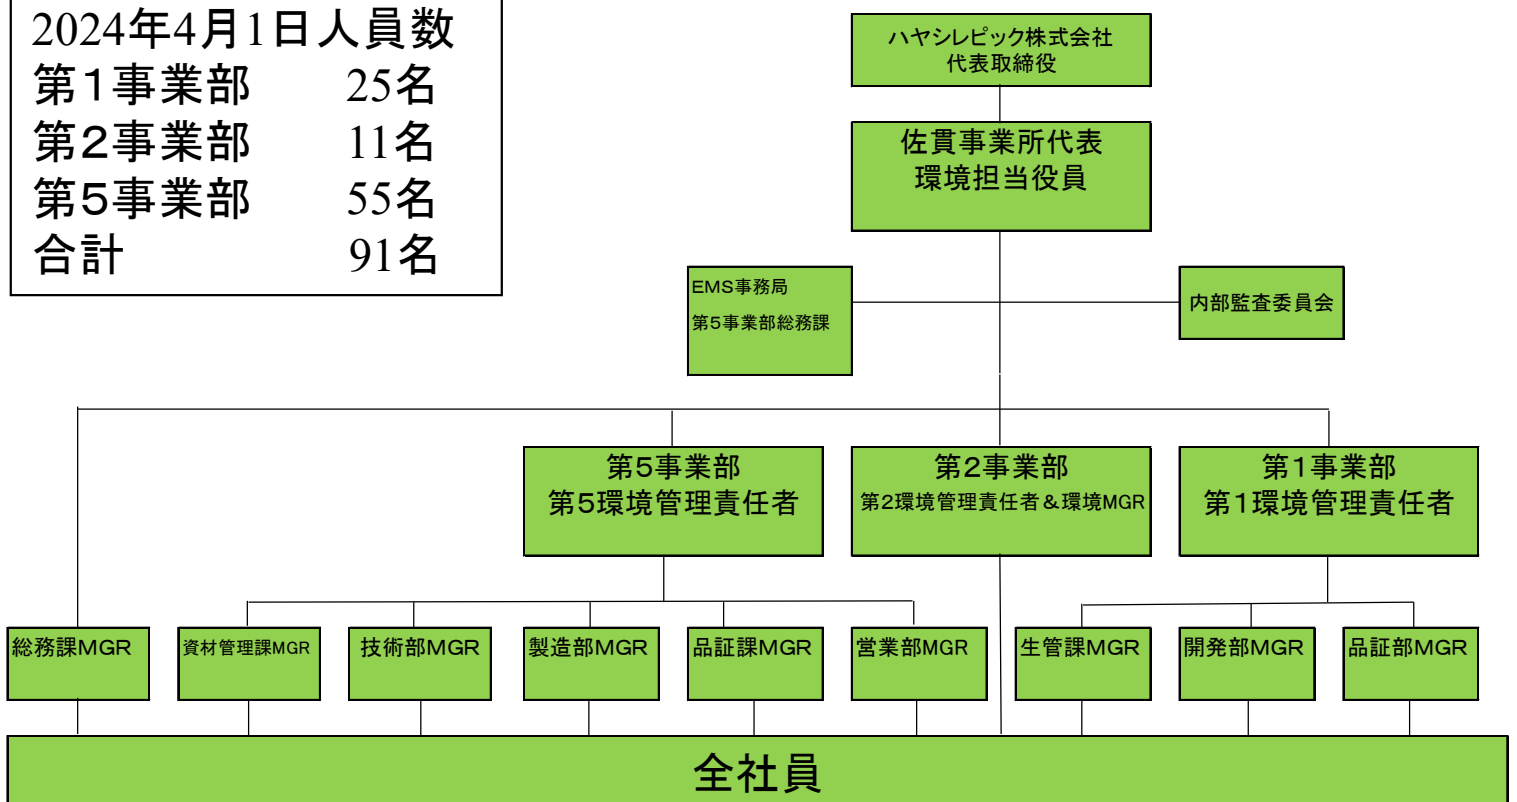 2024年4月1日人員数
第1事業部 25名
第2事業部 11名
第5事業部 55名
合計 91名
ハヤシレピック株式会社
代表取締役
佐貫事業所代表
環境担当役員
EMS事務局
第5事業部総務課
内部監査委員会
第5事業部
第5環境管理責任者
第2事業部
第2環境管理責任者&環境MGR
第1事業部
第1環境管理責任者
総務課MGR
資材管理課MGR
技術部MGR
製造部MGR
品証課MGR
営業部MGR
生管課MGR
開発部MGR
品証部MGR
全社員